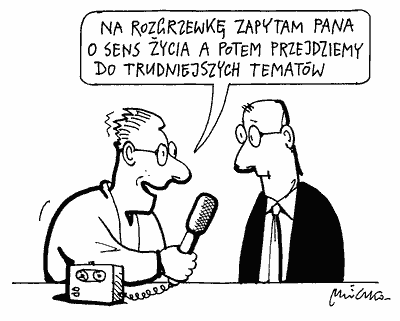 NA ROZGRZEWKĘ ZAPYTAM PANA
O SENS ŻYCIA A POTEM PRZEJDZIEMY
DO TRUDNIEJSZYCH TEMATÓW